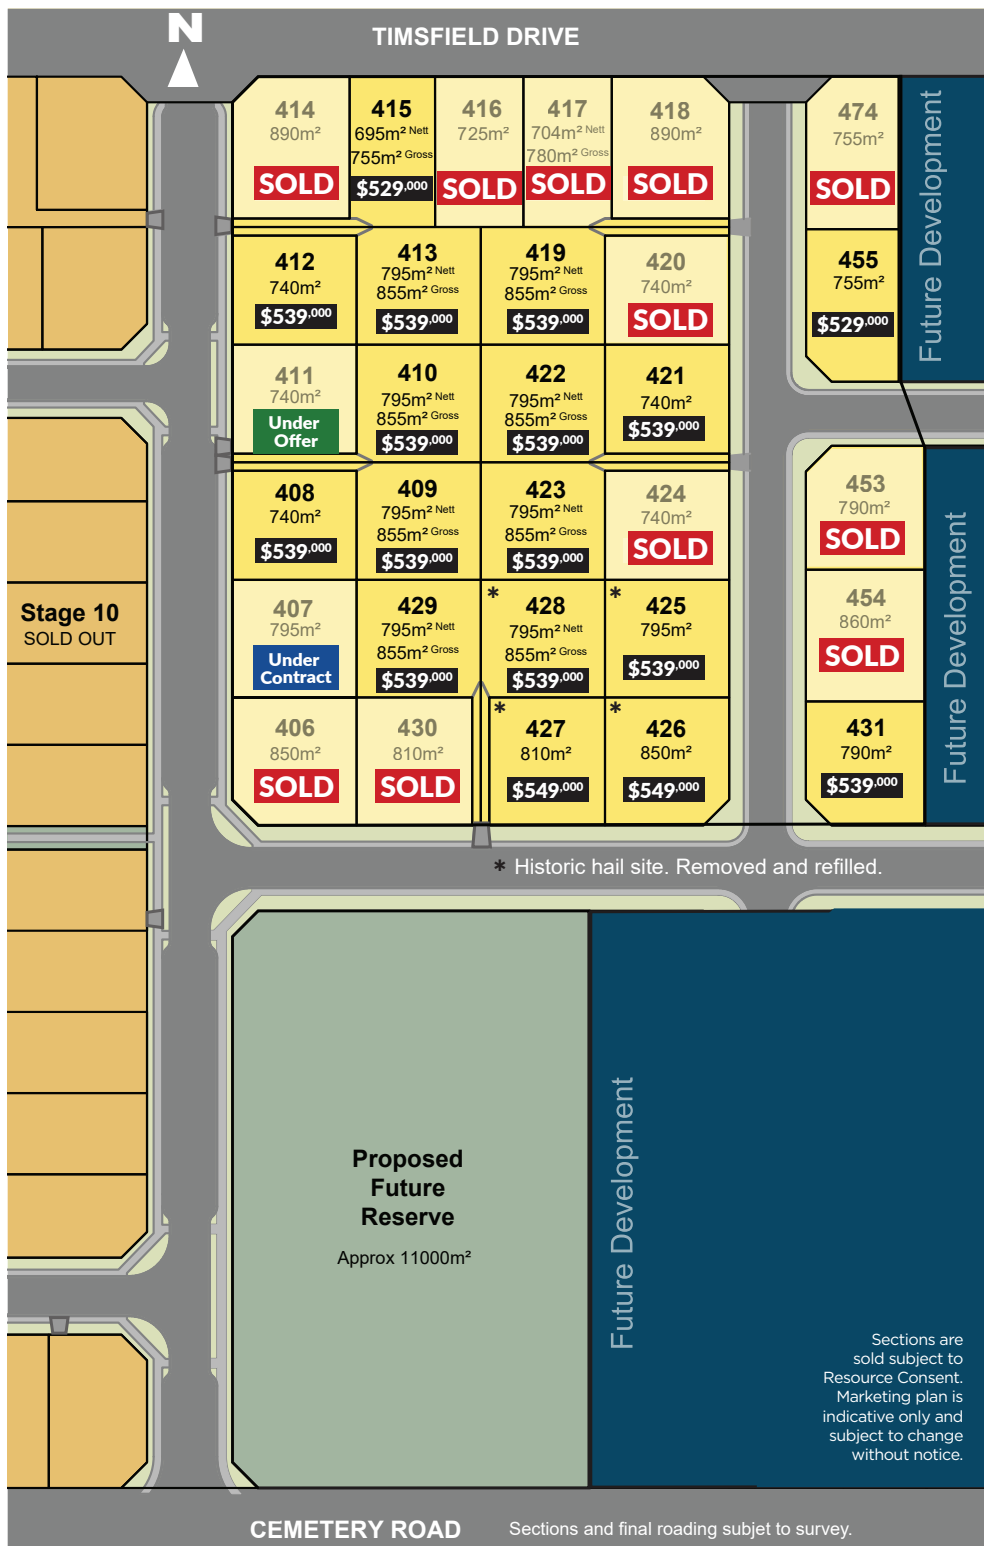 N
TIMSFIELD DRIVE
414
890m²
SOLD
415
695m² Nett
755m² Gross
$529,000
416
725m²
SOLD
417
704m² Nett
780m² Gross
SOLD
418
890m²
SOLD
474
755m²
SOLD
Future Development
412
740m²
$539,000
413
795m² Nett
855m² Gross
$539,000
419
795m² Nett
855m² Gross
$539,000
420
740m²
SOLD
455
755m²
$529,000
411
740m²
Under
Offer
410
795m² Nett
855m² Gross
$539,000
422
795m² Nett
855m² Gross
$539,000
421
740m²
$539,000
408
740m²
$539,000
409
795m² Nett
855m² Gross
$539,000
423
795m² Nett
855m² Gross
$539,000
424
740m²
SOLD
453
790m²
SOLD
Future Development
Stage 10
SOLD OUT
407
795m²
Under
Contract
429
795m² Nett
855m² Gross
$539,000
*
428
795m² Nett
855m² Gross
$539,000
*
425
795m²
$539,000
454
860m²
SOLD
406
850m²
SOLD
430
810m²
SOLD
*
427
810m²
$549,000
*
426
850m²
$549,000
431
790m²
$539,000
* Historic hail site. Removed and refilled.
Proposed
Future
Reserve
Approx 11000m²
Future Development
Sections are
sold subject to
Resource Consent.
Marketing plan is
indicative only and
subject to change
without notice.
CEMETERY ROAD
Sections and final roading subjet to survey.